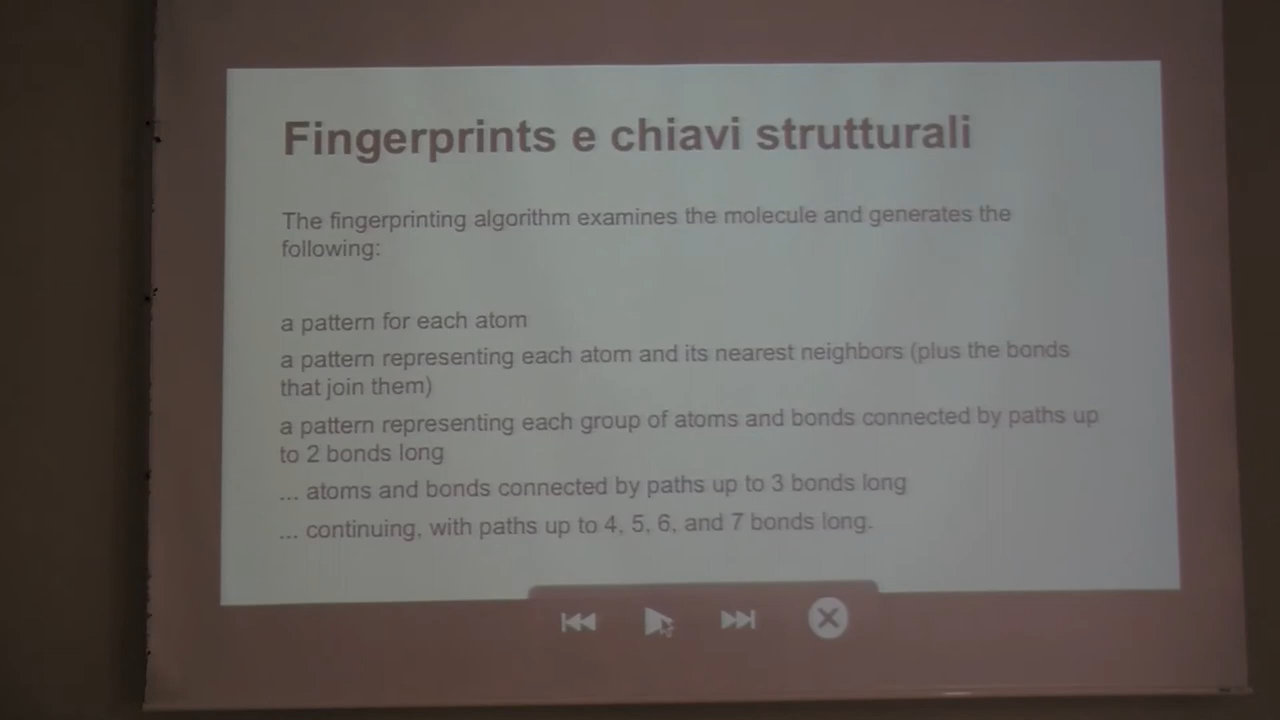 Fingerprints e chiavi strutturali
The fingerprinting algorithm examines the molecule and generates the
following:
a pattern for each atom
a pattern representing each atom and its nearest neighbors (plus the bonds
that join them)
a pattern representing each group of atoms and bonds connected by paths up
to 2 bonds long
... atoms and bonds connected by paths up to 3 bonds long
... continuing, with paths up to 4, 5, 6, and 7 bonds long.